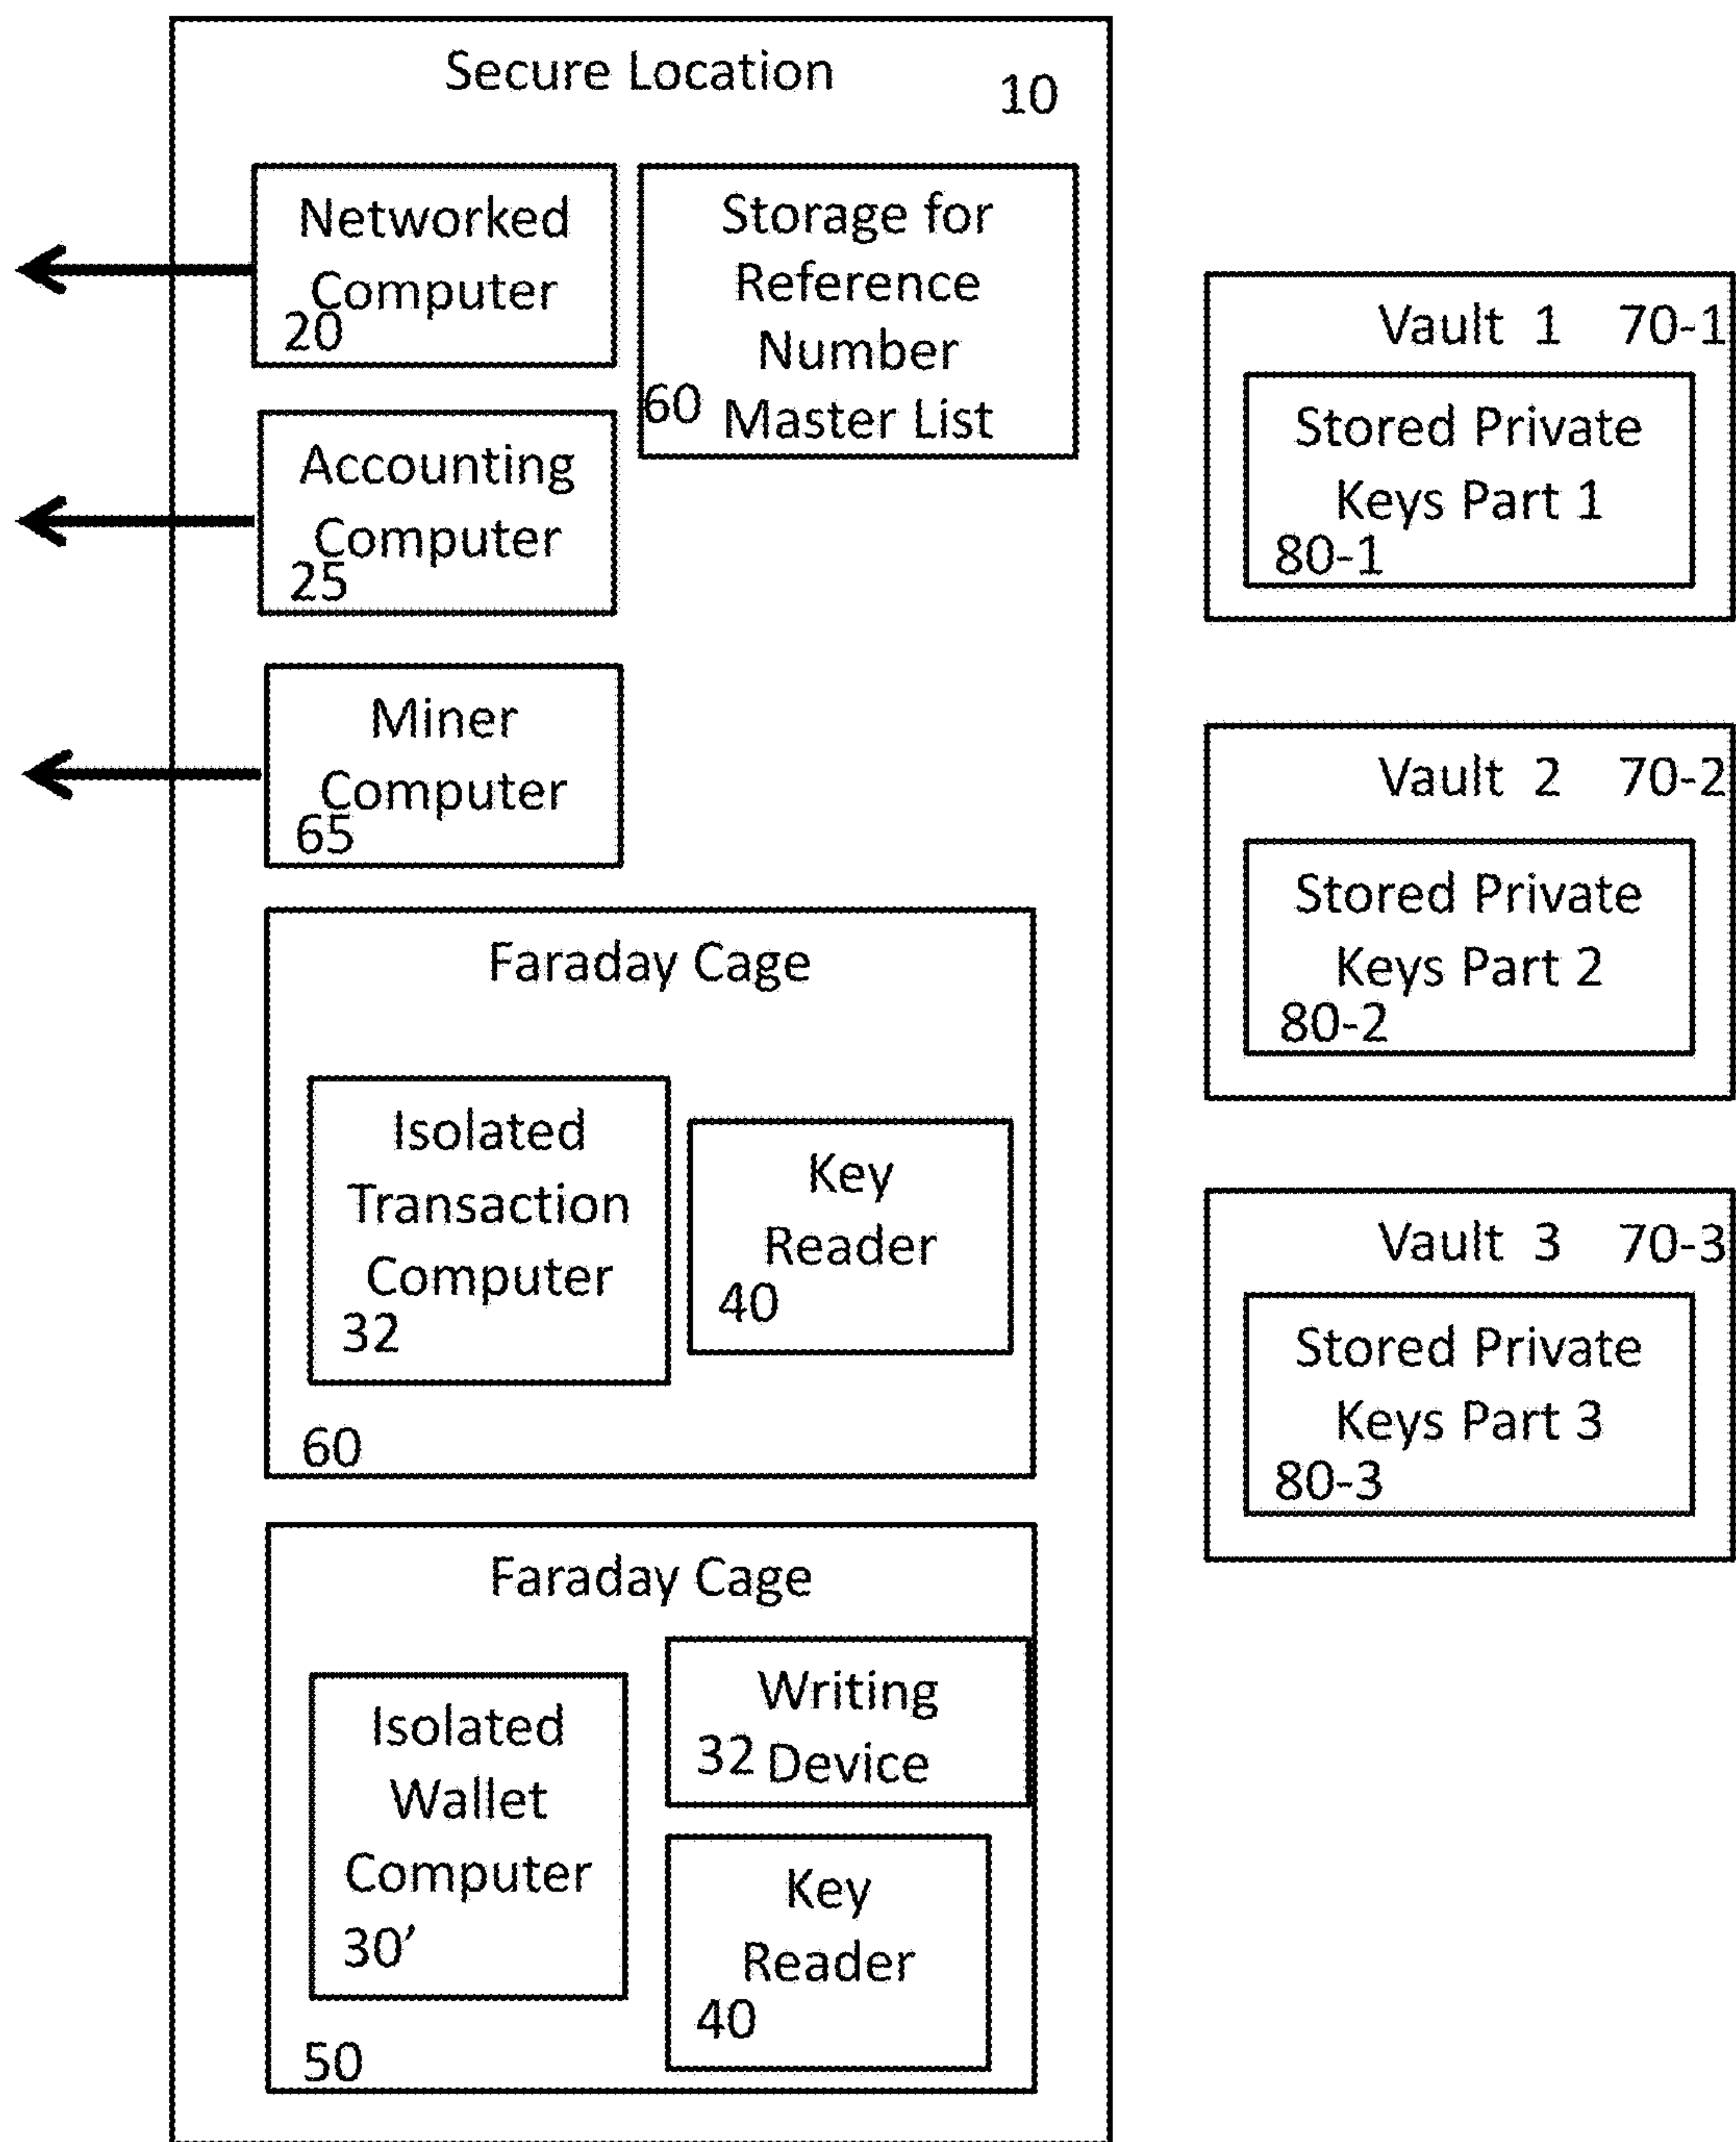 Secure Location
10
Networked
Computer
20
Storage for
Reference
Number
60 Master List
Accounting
Computer
25
Miner
Computer
65
Faraday Cage
Isolated
Transaction
Computer
32
Key
Reader
40
60
Faraday Cage
Isolated
Wallet
Computer
30’
Writing
32 Device
Key
Reader
40
50
Vault 1 70-1
Stored Private
Keys Part 1
80-1
Vault 2 70-2
Stored Private
Keys Part 2
80-2
Vault 3 70-3
Stored Private
Keys Part 3
80-3